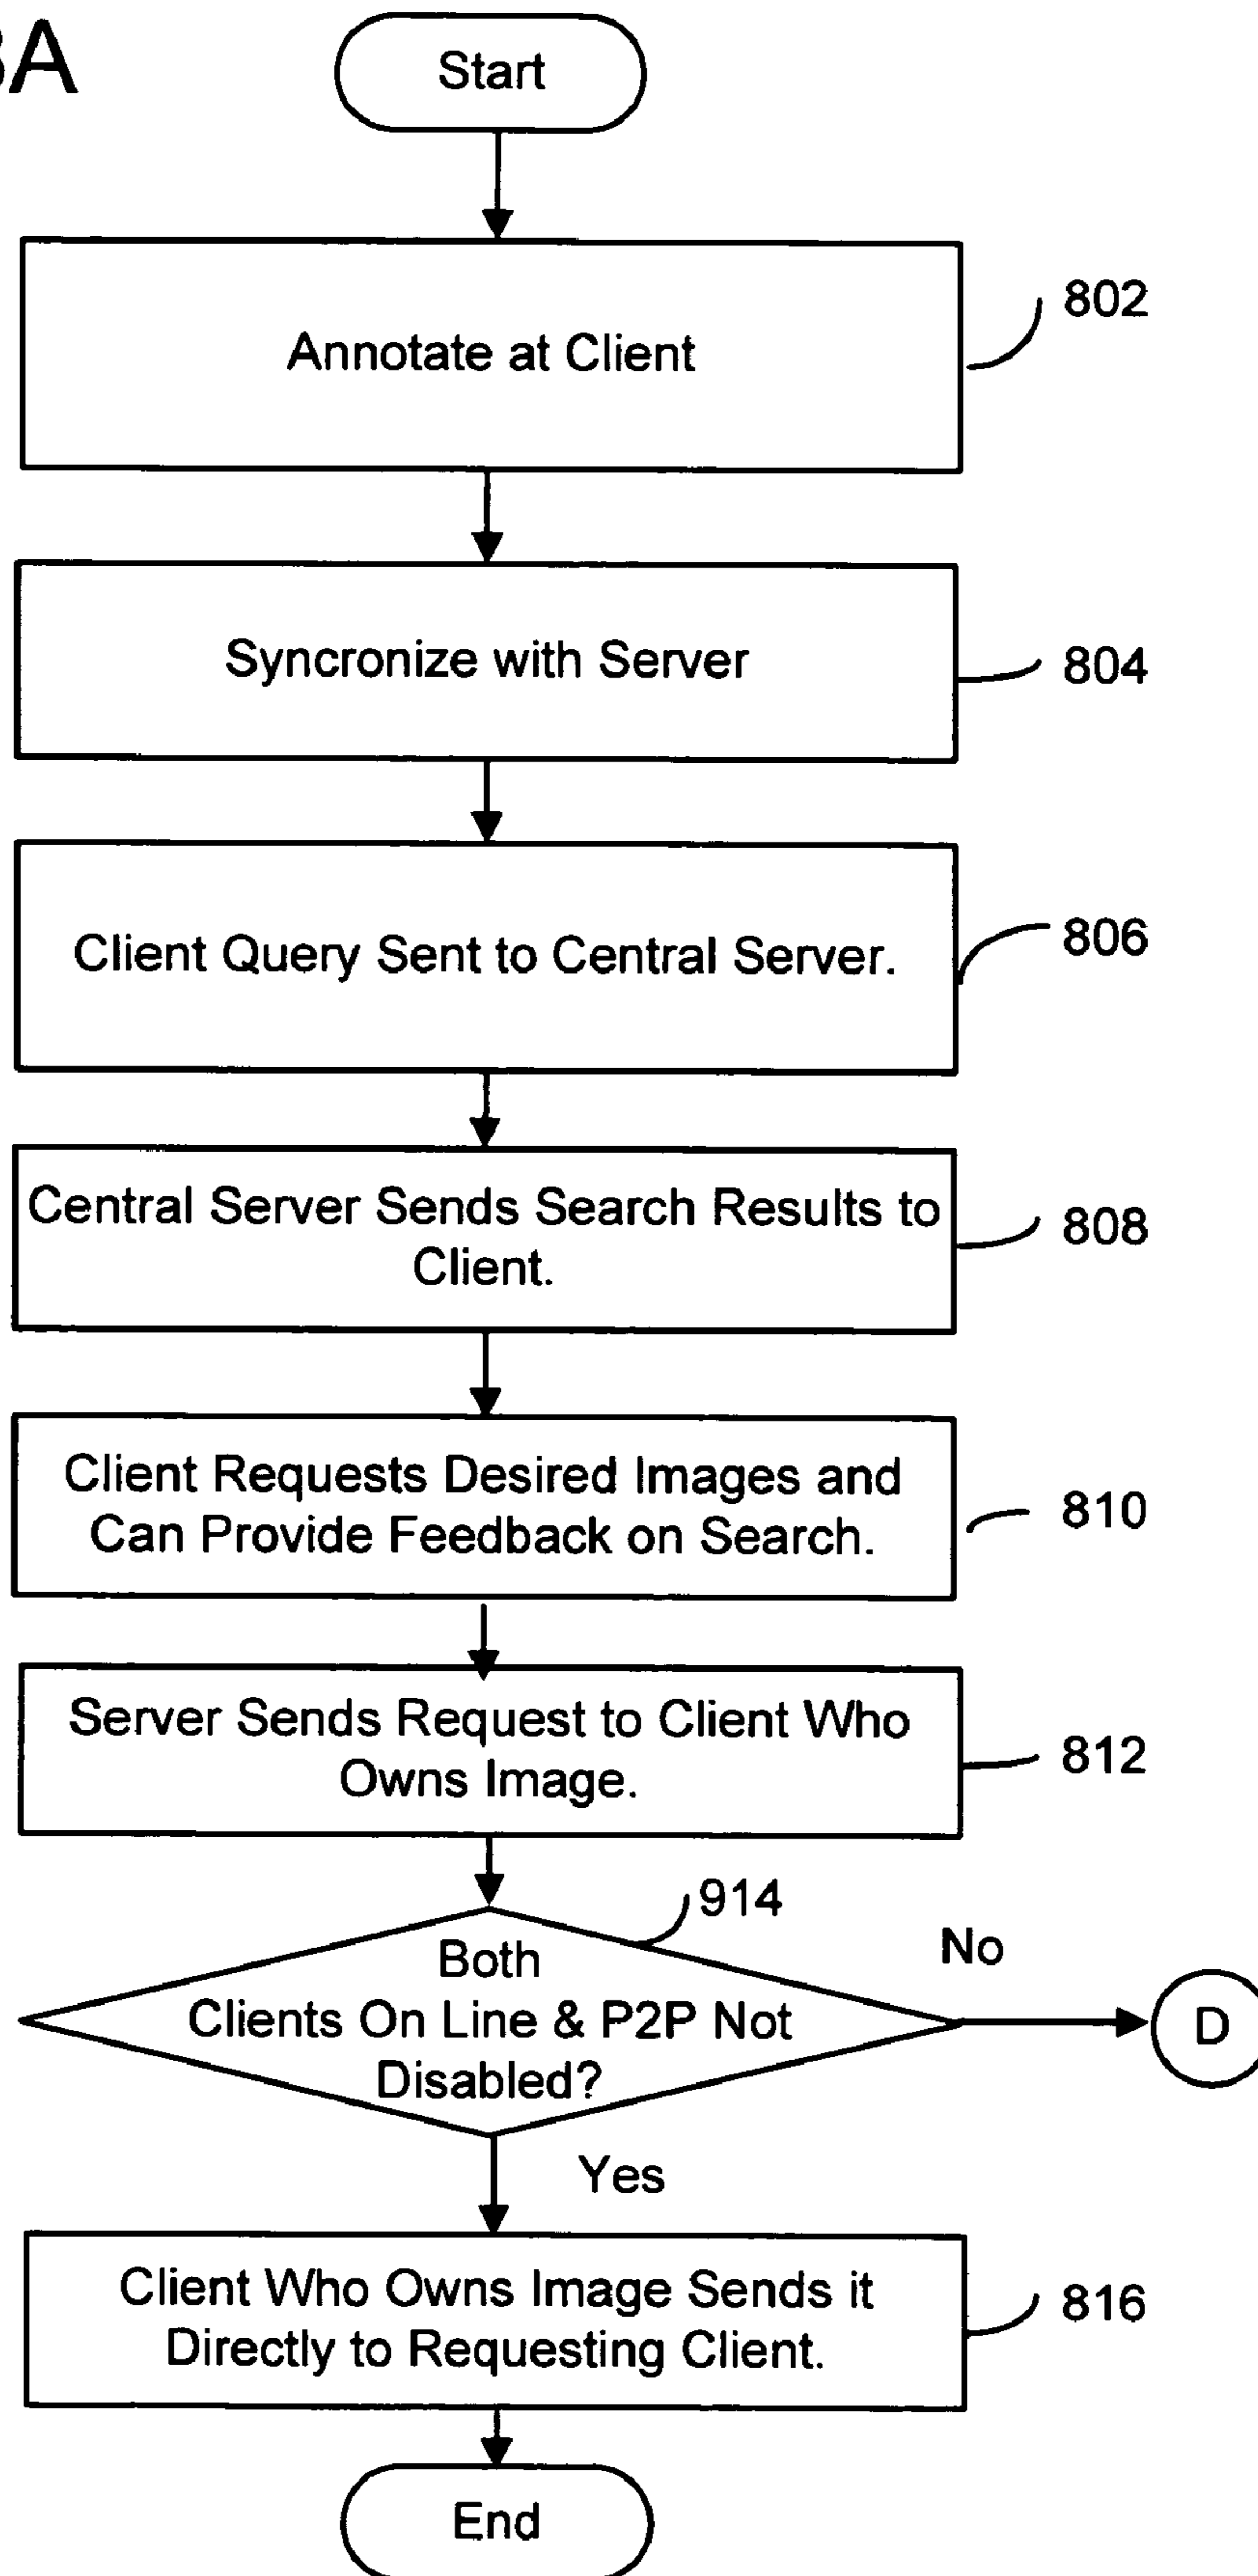 8A
Start
Annotate at Client
802
Syncronize with Server
804
Client Query Sent to Central Server.
806
Central Server Sends Search Results to
Client.
808
Client Requests Desired Images and
Can Provide Feedback on Search.
810
Server Sends Request to Client Who
Owns Image.
812
914
Both
Clients On Line & P2P Not
Disabled?
No
D
Yes
Client Who Owns Image Sends it
Directly to Requesting Client.
816
End